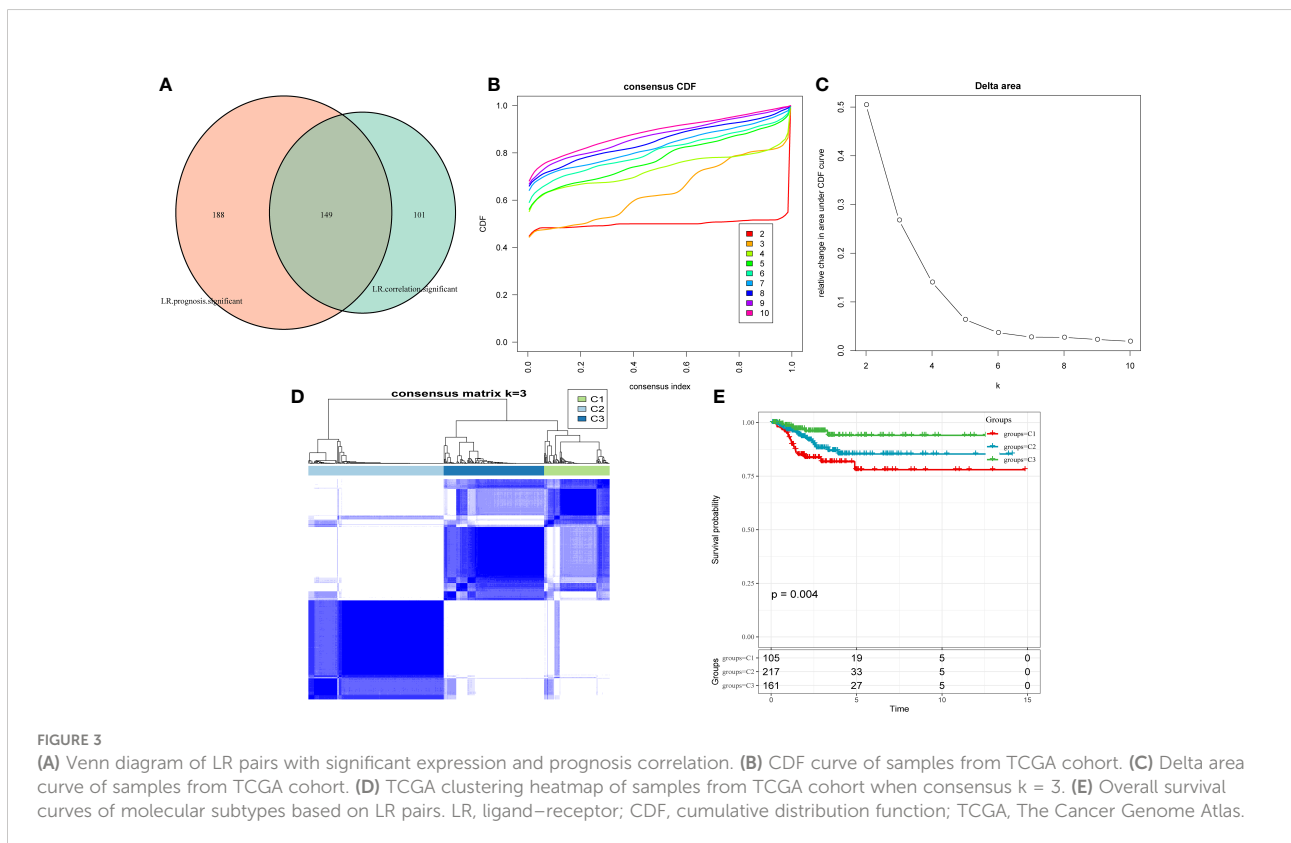 A
188
149
101
LR.prognosis.significant
LR.correlation.significant
B
consensus CDF
CDF
1.0
0.8
0.6
0.4
0.2
0.0
0.0
0.2
0.4
0.6
0.8
1.0
consensus index
2
3
4
5
6
7
8
9
10
C
Delta area
relative change in area under CDF curve
0.5
0.4
0.3
0.2
0.1
0.0
2
4
6
8
10
k
D
consensus matrix k=3
C1
C2
C3
E
Survival probability
1.00
0.75
0.50
0.25
0.00
Groups
groups=C1
groups=C2
groups=C3
p = 0.004
Groups
groups=C1 105 19 5 0
groups=C2 217 33 5 0
groups=C3 161 27 5 0
0 5 10 15
Time
FIGURE 3
(A) Venn diagram of LR pairs with significant expression and prognosis correlation. (B) CDF curve of samples from TCGA cohort. (C) Delta area
curve of samples from TCGA cohort. (D) TCGA clustering heatmap of samples from TCGA cohort when consensus k = 3. (E) Overall survival
curves of molecular subtypes based on LR pairs. LR, ligand–receptor; CDF, cumulative distribution function; TCGA, The Cancer Genome Atlas.